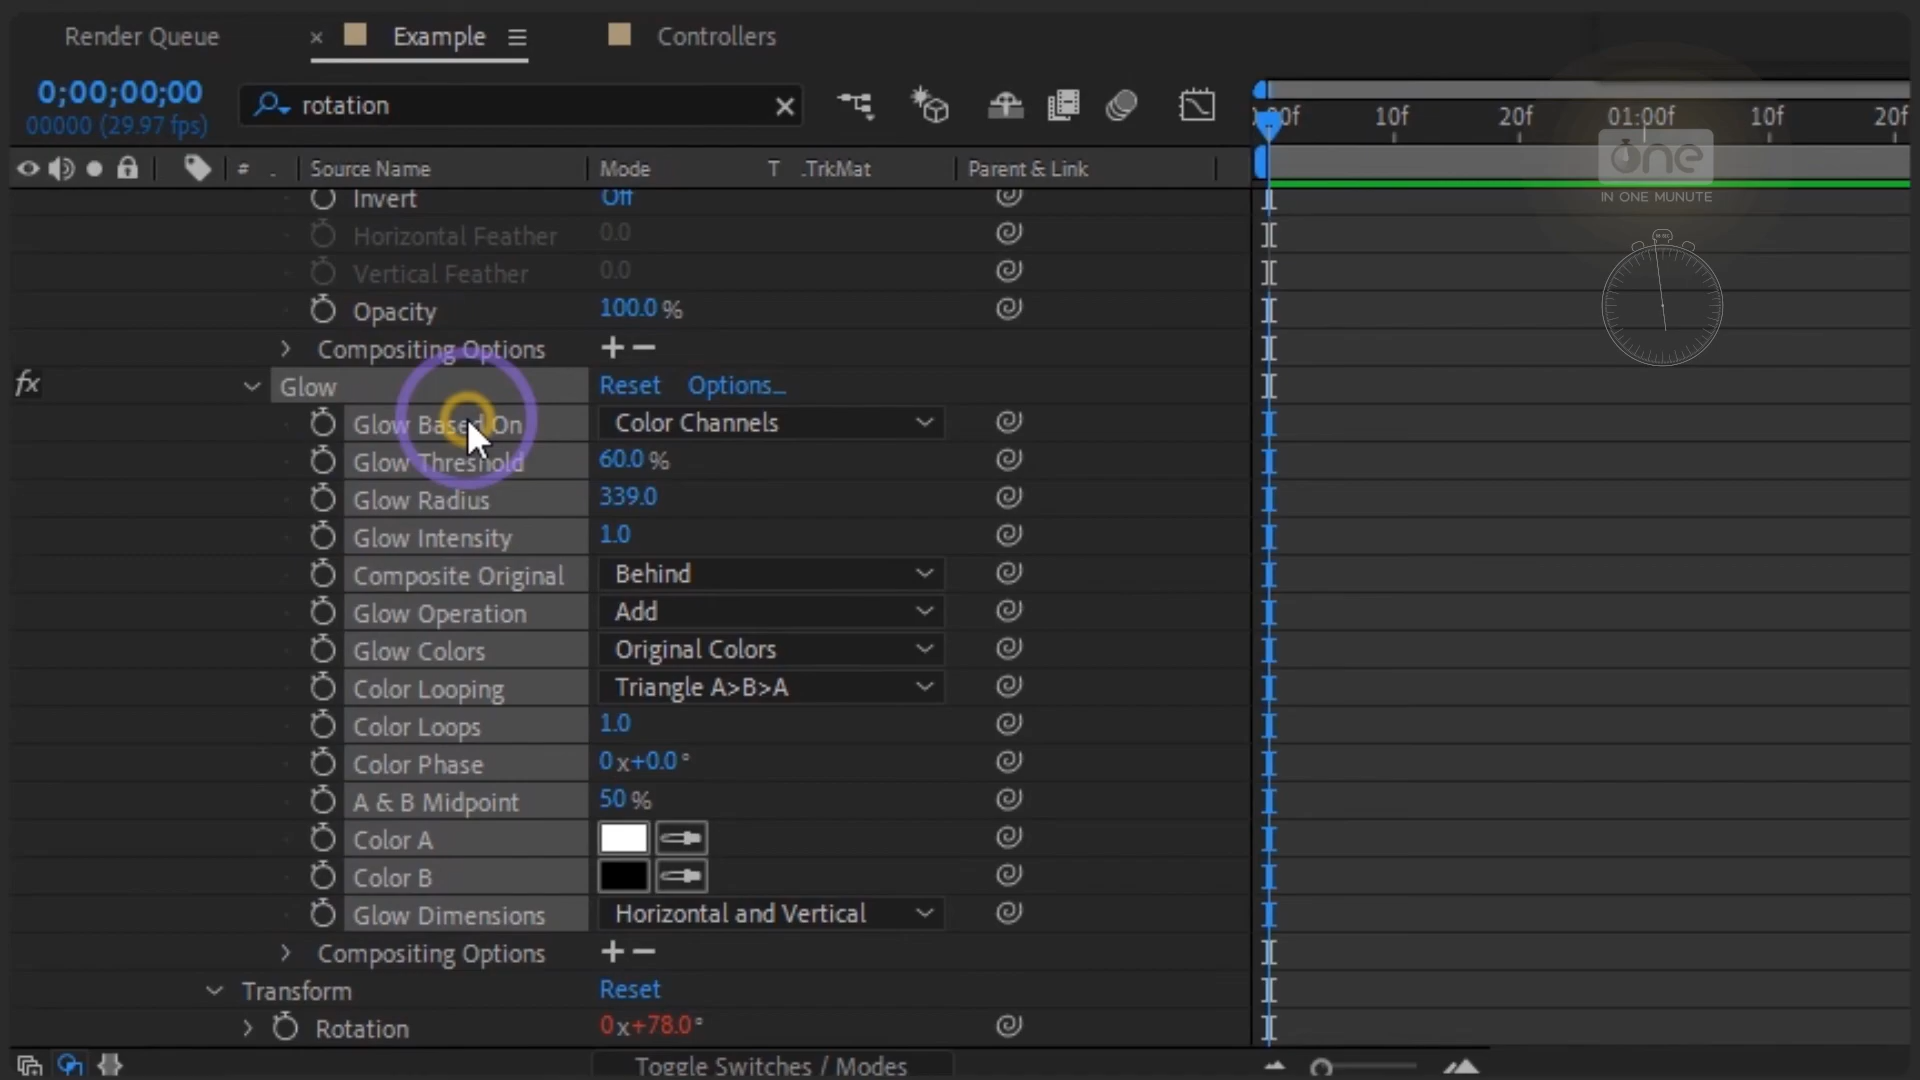 Render Queue × Example Controllers
0;00;00;00
00000 (29.97 fps)
rotation
10f 20f 01:00f 10f 20f
# . Source Name Mode T .TrkMat Parent & Link
one
IN ONE MUNUTE
Invert Off
Horizontal Feather 0.0
Vertical Feather 0.0
Opacity 100.0 %
Compositing Options + −
fx Glow Reset Options...
Glow Based On Color Channels
Glow Threshold 60.0 %
Glow Radius 339.0
Glow Intensity 1.0
Composite Original Behind
Glow Operation Add
Glow Colors Original Colors
Color Looping Triangle A>B>A
Color Loops 1.0
Color Phase 0 x+0.0 °
A & B Midpoint 50 %
Color A
Color B
Glow Dimensions Horizontal and Vertical
Compositing Options + −
Transform Reset
Rotation 0 x+78.0 °
Toggle Switches / Modes